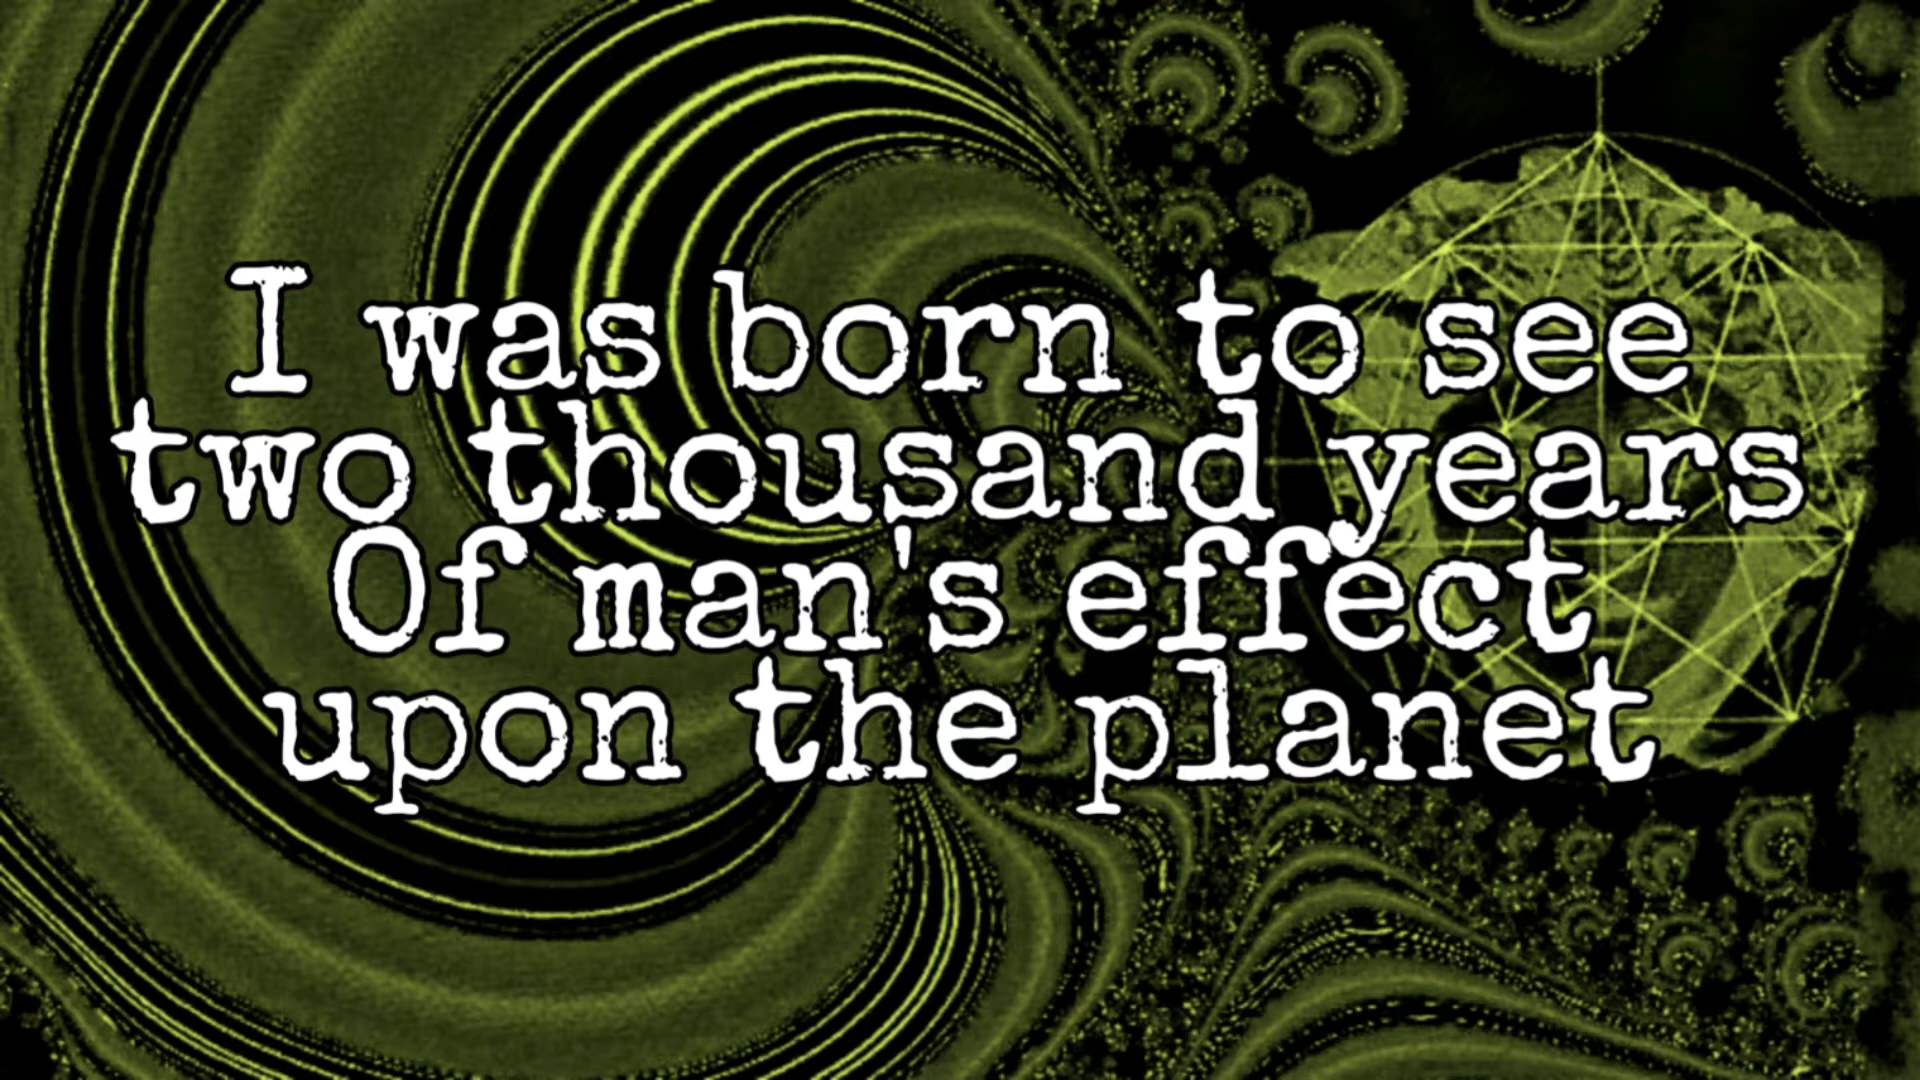 I was born to see
two thousand years
Of man's effect
upon the planet